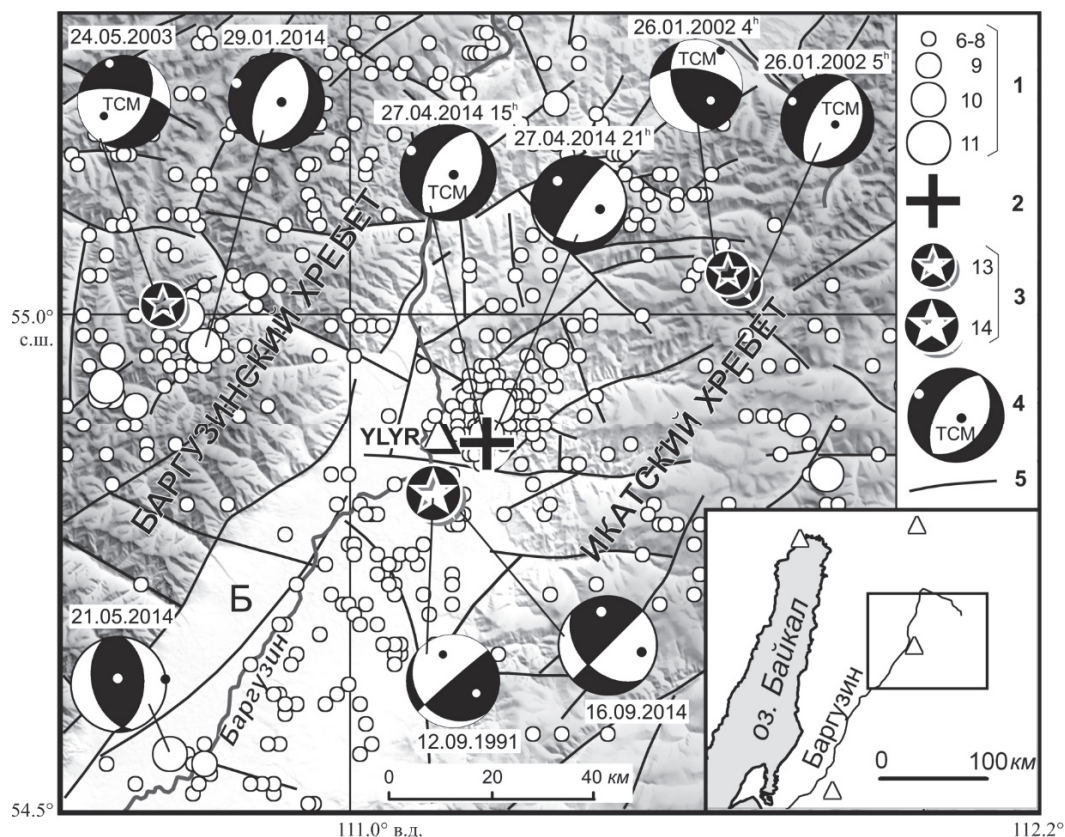 24.05.2003
29.01.2014
26.01.2002 4ʰ
26.01.2002 5ʰ
27.04.2014 15ʰ
27.04.2014 21ʰ
ТСМ
ТСМ
ТСМ
ТСМ
БАРГУЗИНСКИЙ ХРЕБЕТ
ИКАТСКИЙ ХРЕБЕТ
YLYR
Б
Баргузин
21.05.2014
12.09.1991
16.09.2014
0 20 40 км
55.0°
с.ш.
54.5°
111.0° в.д.
112.2°
6-8
9
10
11
1
2
13
14
3
ТСМ
4
5
оз. Байкал
Баргузин
0 100 км